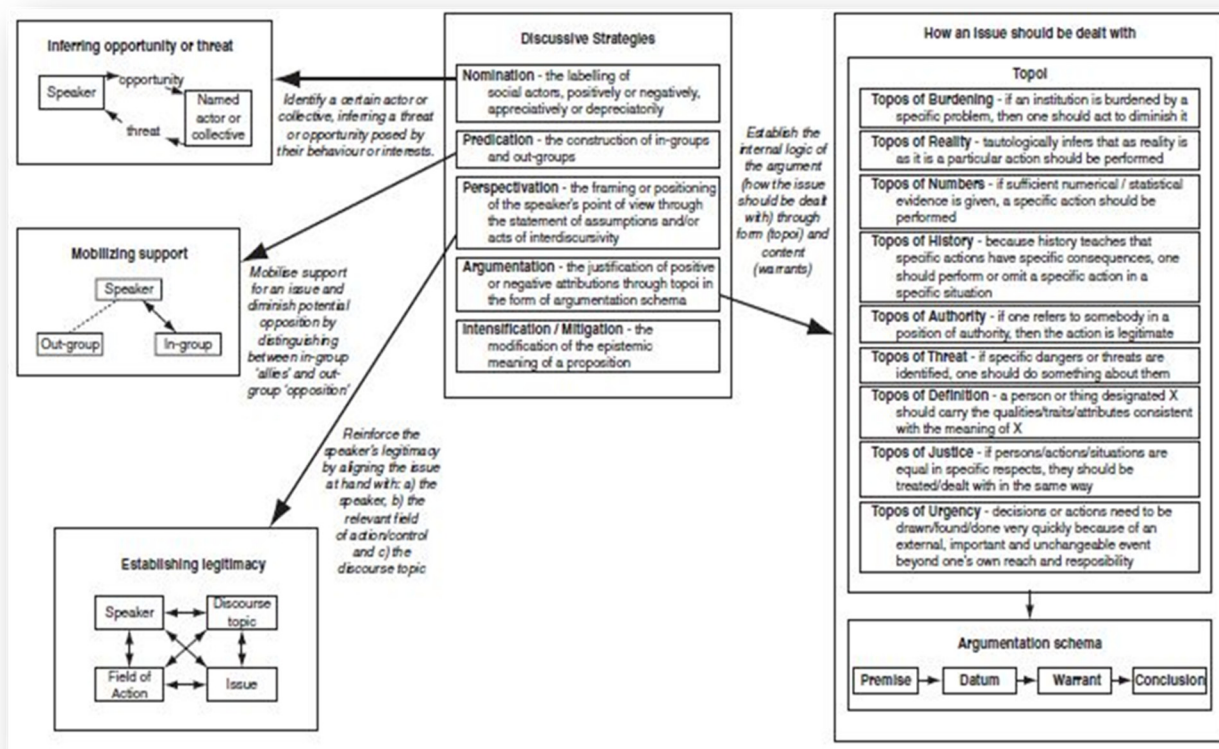 Inferring opportunity or threat
Speaker
opportunity
Named
actor or
collective
threat
Identify a certain actor or
collective, inferring a threat
or opportunity posed by
their behaviour or interests.
Mobilizing support
Speaker
Out-group
In-group
Mobilise support
for an issue and
diminish potential
opposition by
distinguishing
between in-group
'allies' and out-
group 'opposition'
Reinforce the
speaker's legitimacy
by aligning the issue
at hand with: a) the
speaker, b) the
relevant field
of action/control
and c) the
discourse topic
Establishing legitimacy
Speaker
Discourse
topic
Field of
Action
Issue
Discussive Strategies
Nomination - the labelling of
social actors, positively or negatively,
appreciatively or depreciatorily
Predication - the construction of in-groups
and out-groups
Perspectivation - the framing or positioning
of the speaker's point of view through
the statement of assumptions and/or
acts of interdiscursivity
Argumentation - the justification of positive
or negative attributions through topoi in
the form of argumentation schema
Intensification / Mitigation - the
modification of the epistemic
meaning of a proposition
Establish the
internal logic of
the argument
(how the issue
should be dealt
with) through
form (topoi) and
content
(warrants)
How an issue should be dealt with
Topoi
Topos of Burdening - if an institution is burdened by a
specific problem, then one should act to diminish it
Topos of Reality - tautologically infers that as reality is
as it is a particular action should be performed
Topos of Numbers - if sufficient numerical / statistical
evidence is given, a specific action should be
performed
Topos of History - because history teaches that
specific actions have specific consequences, one
should perform or omit a specific action in a
specific situation
Topos of Authority - if one refers to somebody in a
position of authority, then the action is legitimate
Topos of Threat - if specific dangers or threats are
identified, one should do something about them
Topos of Definition - a person or thing designated X
should carry the qualities/traits/attributes consistent
with the meaning of X
Topos of Justice - if persons/actions/situations are
equal in specific respects, they should be
treated/dealt with in the same way
Topos of Urgency - decisions or actions need to be
drawn/found/done very quickly because of an
external, important and unchangeable event
beyond one's own reach and resposibility
Argumentation schema
Premise
Datum
Warrant
Conclusion